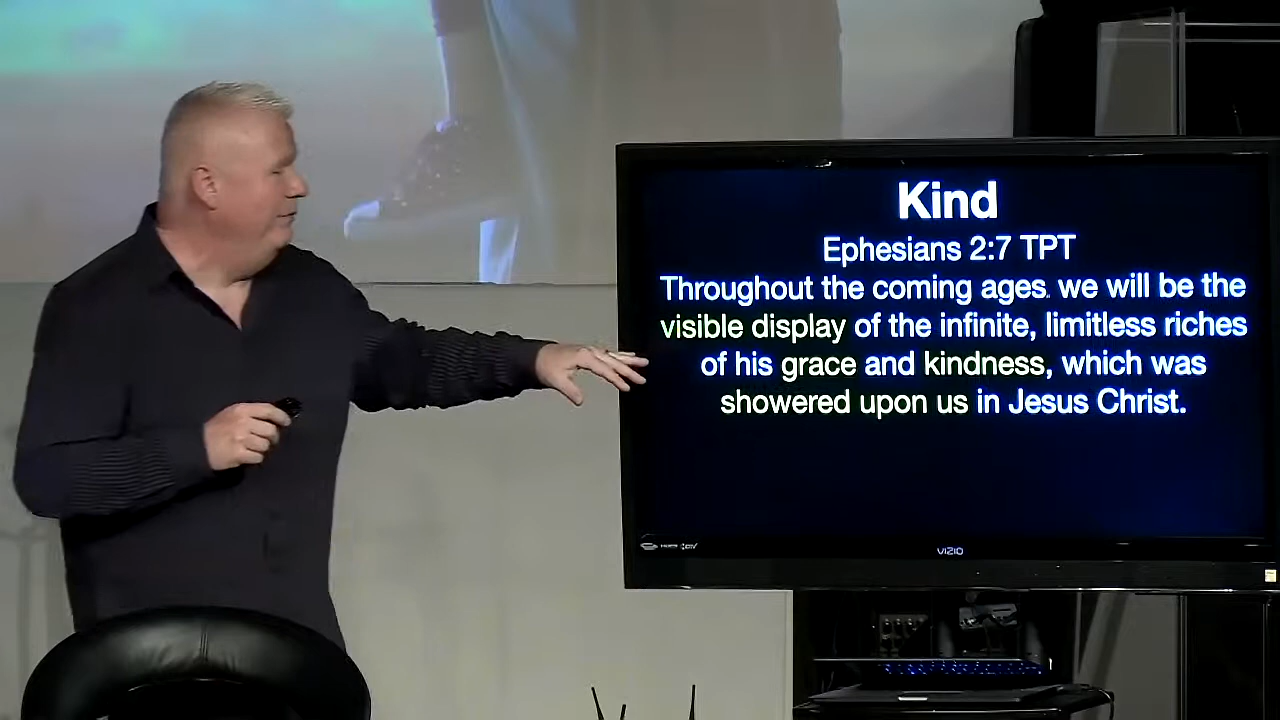 Kind
Ephesians 2:7 TPT
Throughout the coming ages. we will be the
visible display of the infinite, limitless riches
of his grace and kindness, which was
showered upon us in Jesus Christ.
VIZIO